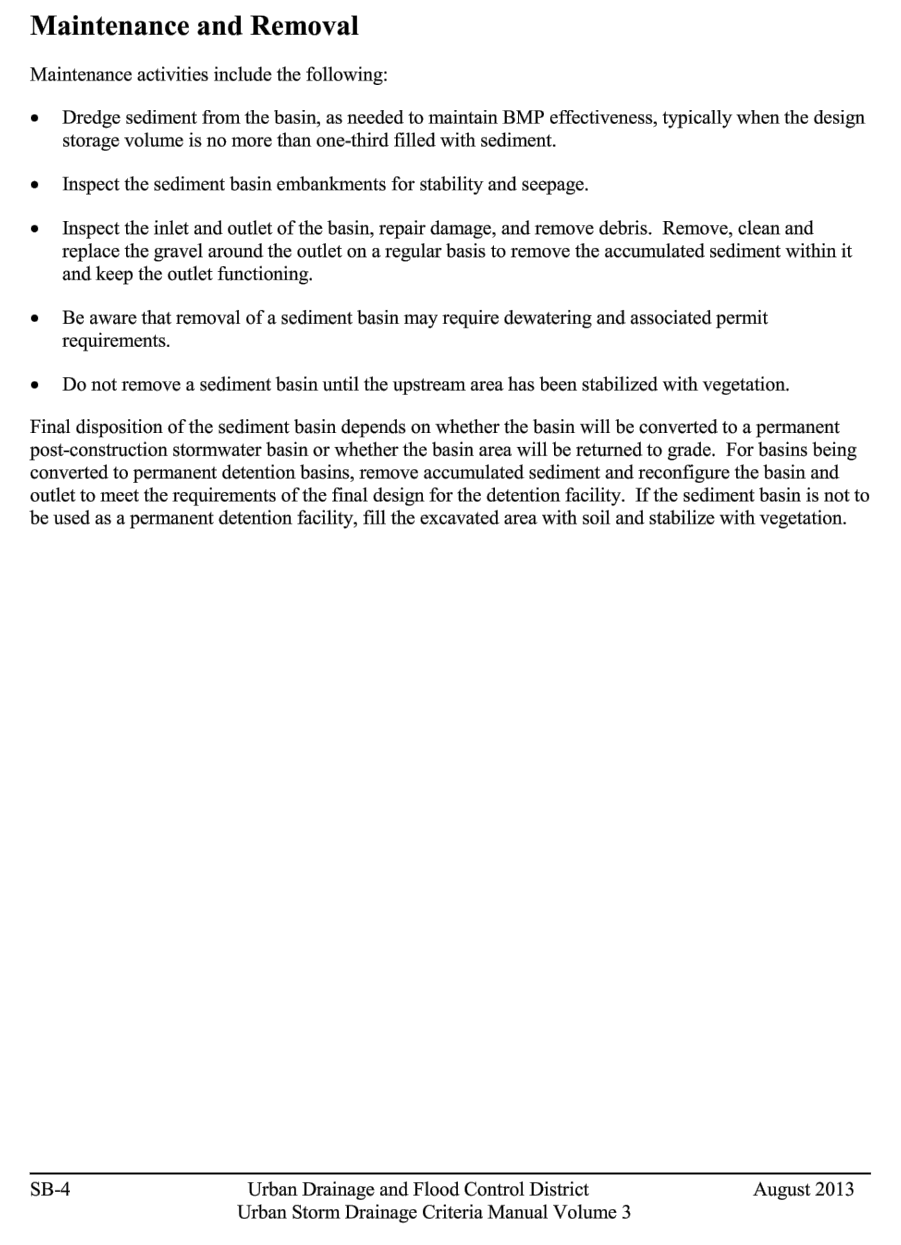 Maintenance and Removal
Maintenance activities include the following:
• Dredge sediment from the basin, as needed to maintain BMP effectiveness, typically when the design
storage volume is no more than one-third filled with sediment.
• Inspect the sediment basin embankments for stability and seepage.
• Inspect the inlet and outlet of the basin, repair damage, and remove debris.  Remove, clean and
replace the gravel around the outlet on a regular basis to remove the accumulated sediment within it
and keep the outlet functioning.
• Be aware that removal of a sediment basin may require dewatering and associated permit
requirements.
• Do not remove a sediment basin until the upstream area has been stabilized with vegetation.
Final disposition of the sediment basin depends on whether the basin will be converted to a permanent
post-construction stormwater basin or whether the basin area will be returned to grade.  For basins being
converted to permanent detention basins, remove accumulated sediment and reconfigure the basin and
outlet to meet the requirements of the final design for the detention facility.  If the sediment basin is not to
be used as a permanent detention facility, fill the excavated area with soil and stabilize with vegetation.
SB-4 Urban Drainage and Flood Control District August 2013
Urban Storm Drainage Criteria Manual Volume 3